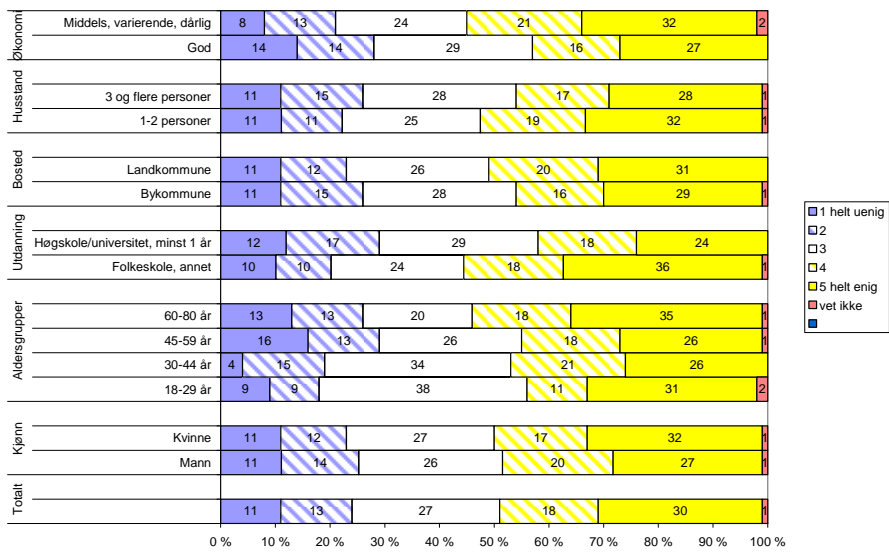 Økonomi
Middels, varierende, dårlig 8 13 24 21 32 2
God 14 14 29 16 27
Husstand
3 og flere personer 11 15 28 17 28 1
1-2 personer 11 11 25 19 32 1
Bosted
Landkommune 11 12 26 20 31
Bykommune 11 15 28 16 29 1
Utdanning
Høgskole/universitet, minst 1 år 12 17 29 18 24
Folkeskole, annet 10 10 24 18 36 1
Aldersgrupper
60-80 år 13 13 20 18 35 1
45-59 år 16 13 26 18 26 1
30-44 år 4 15 34 21 26
18-29 år 9 9 38 11 31 2
Kjønn
Kvinne 11 12 27 17 32 1
Mann 11 14 26 20 27 1
Totalt
11 13 27 18 30 1
0 % 10 % 20 % 30 % 40 % 50 % 60 % 70 % 80 % 90 % 100 %
1 helt uenig
2
3
4
5 helt enig
vet ikke